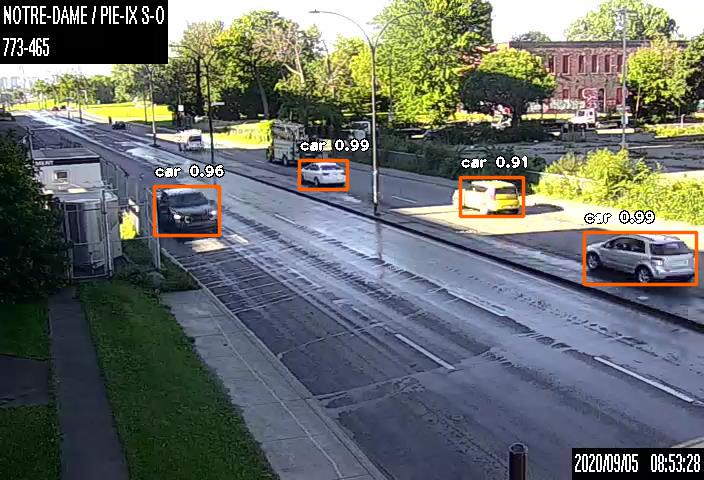 NOTRE-DAME / PIE-IX S-O
773-465
car 0.99
car 0.96
car 0.91
car 0.99
MENT
2020/09/05 08:53:28